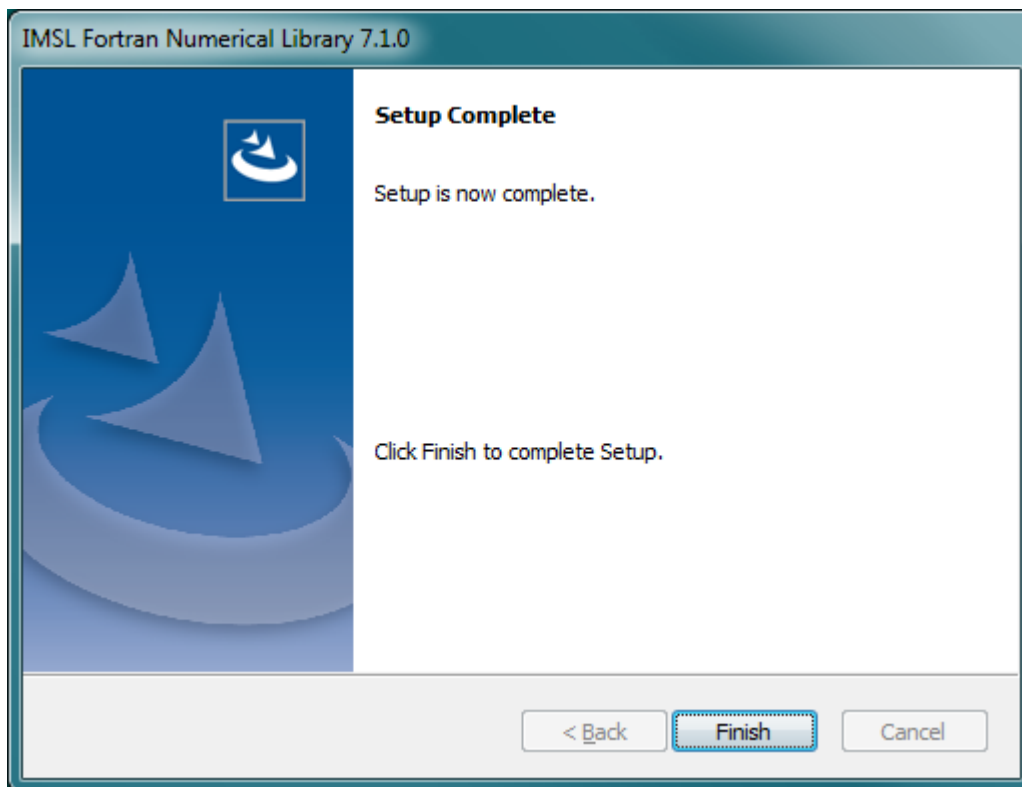 IMSL Fortran Numerical Library 7.1.0
Setup Complete
Setup is now complete.
Click Finish to complete Setup.
< Back
Finish
Cancel